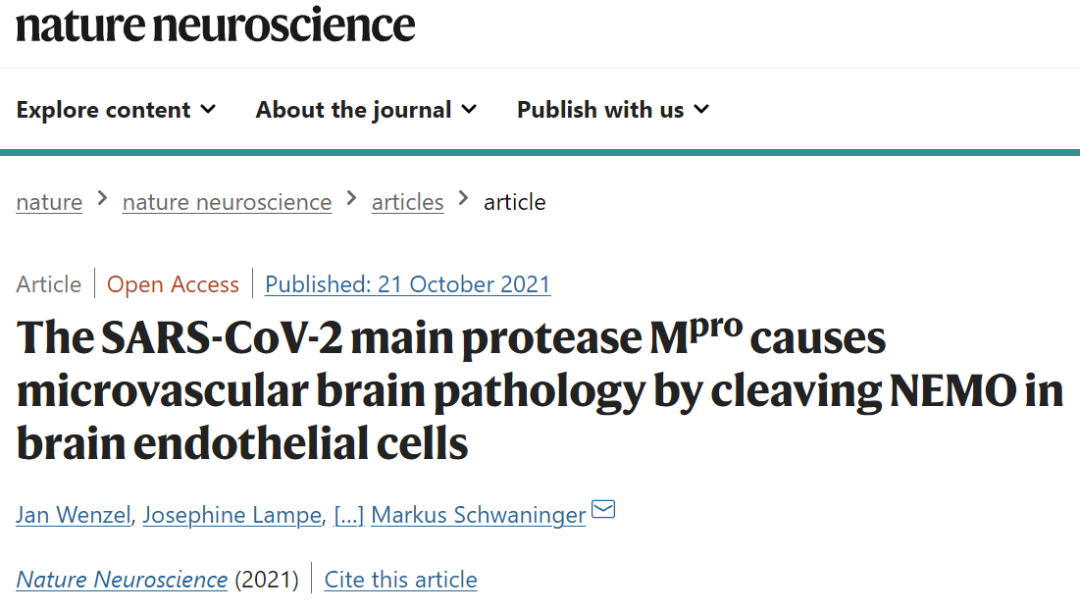 nature neuroscience
Explore content About the journal Publish with us
nature > nature neuroscience > articles > article
Article | Open Access | Published: 21 October 2021
The SARS-CoV-2 main protease Mpro causes
microvascular brain pathology by cleaving NEMO in
brain endothelial cells
Jan Wenzel, Josephine Lampe, [...] Markus Schwaninger
Nature Neuroscience (2021) | Cite this article